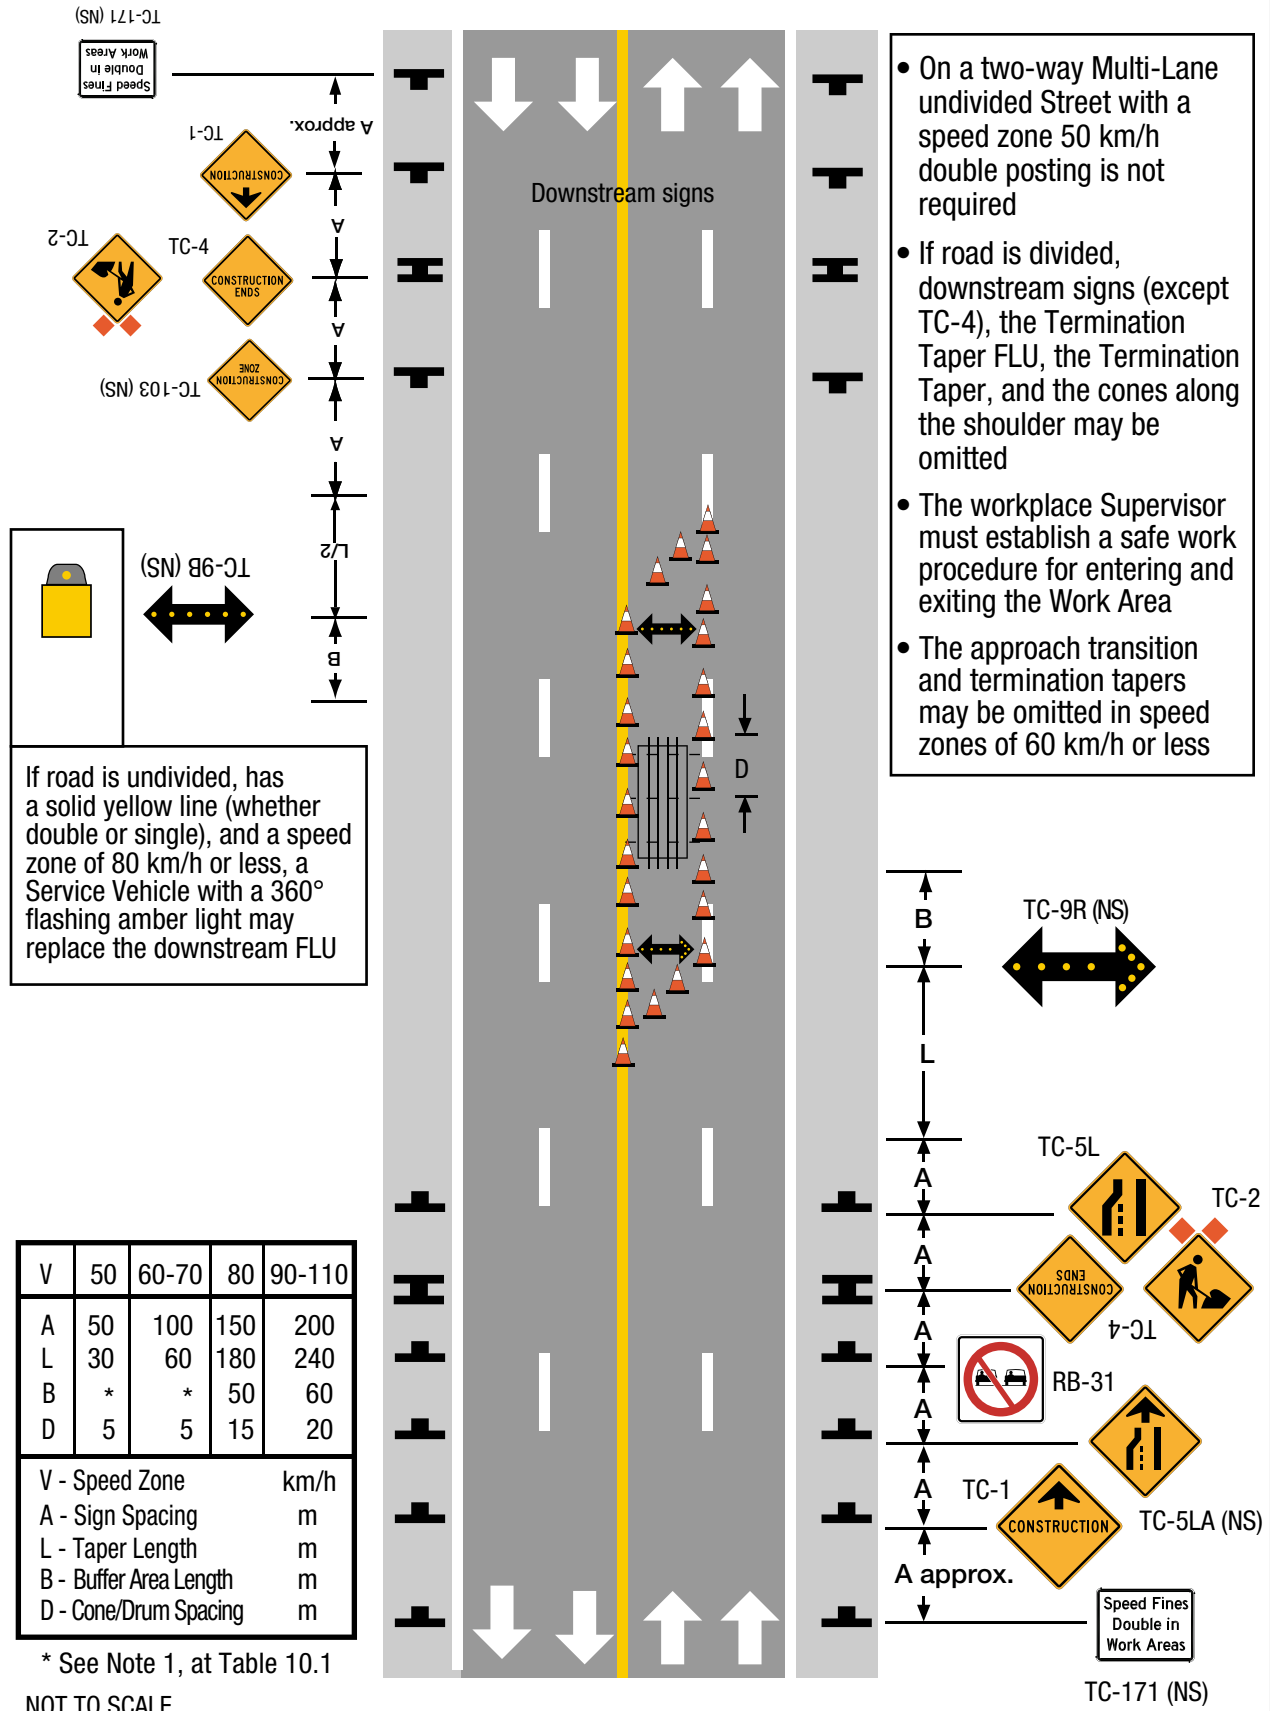 TC-171 (NS)
Speed Fines
Double in
Work Areas
A approx.
TC-1
CONSTRUCTION
A
TC-2
TC-4
CONSTRUCTION
ENDS
A
TC-103 (NS)
CONSTRUCTION
ZONE
A
L/2
TC-9B (NS)
B
If road is undivided, has
a solid yellow line (whether
double or single), and a speed
zone of 80 km/h or less, a
Service Vehicle with a 360°
flashing amber light may
replace the downstream FLU
Downstream signs
D
• On a two-way Multi-Lane
undivided Street with a
speed zone 50 km/h
double posting is not
required
• If road is divided,
downstream signs (except
TC-4), the Termination
Taper FLU, the Termination
Taper, and the cones along
the shoulder may be
omitted
• The workplace Supervisor
must establish a safe work
procedure for entering and
exiting the Work Area
• The approach transition
and termination tapers
may be omitted in speed
zones of 60 km/h or less
B
TC-9R (NS)
L
TC-5L
A
TC-2
A
CONSTRUCTION
ENDS
TC-4
A
RB-31
A
A
TC-1
CONSTRUCTION
TC-5LA (NS)
A approx.
Speed Fines
Double in
Work Areas
TC-171 (NS)
V 50 60-70 80 90-110
A 50 100 150 200
L 30 60 180 240
B * * 50 60
D 5 5 15 20
V - Speed Zone km/h
A - Sign Spacing m
L - Taper Length m
B - Buffer Area Length m
D - Cone/Drum Spacing m
* See Note 1, at Table 10.1
NOT TO SCALE